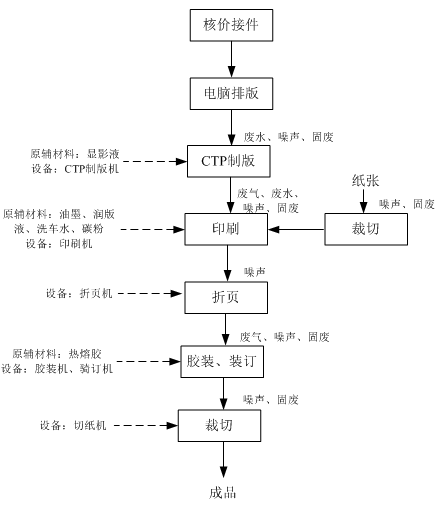 核价接件
电脑排版
废水、噪声、固废
原辅材料：显影液
设备：CTP制版机
CTP制版
纸张
废气、废水、
噪声、固废
噪声、固废
原辅材料：油墨、润版
液、洗车水、碳粉
设备：印刷机
印刷
裁切
噪声
设备：折页机
折页
废气、噪声、固废
原辅材料：热熔胶
设备：胶装机、骑订机
胶装、装订
噪声、固废
设备：切纸机
裁切
成品